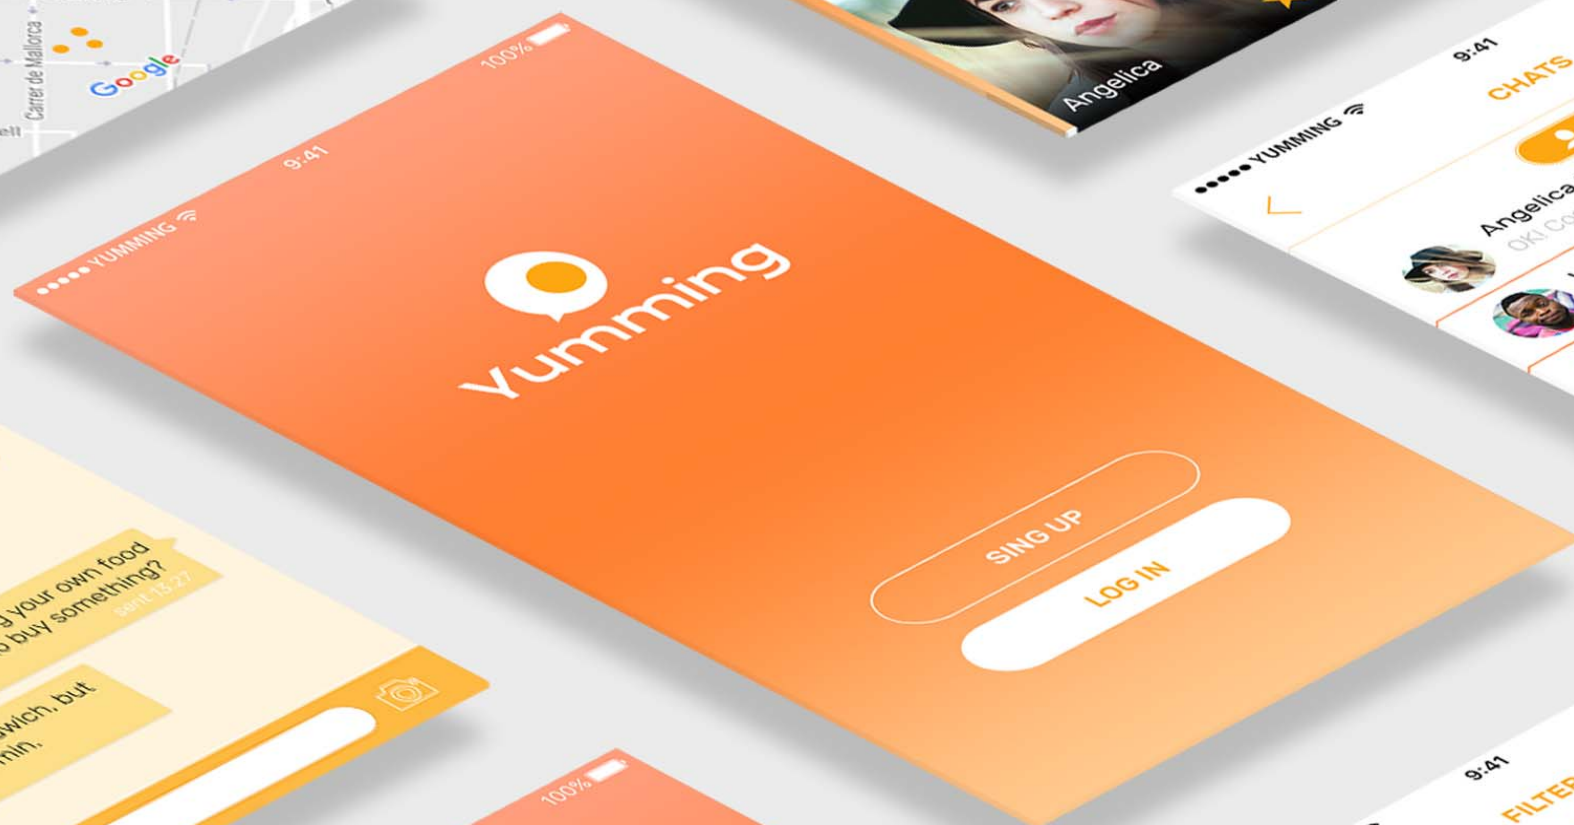 Carrer de Mallorca
Google
100%
9:41
YUMMING
Yumming
SING UP
LOG IN
Angelica
9:41
YUMMING
CHATS
Angelica
OK!
g your own food
o buy something?
sent 13:27
wich, but
min.
100%
9:41
FILTER